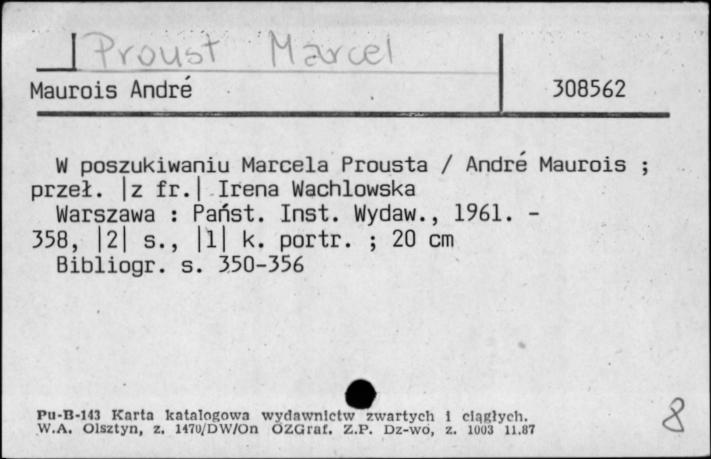 Proust Marcel
Maurois André 308562
W poszukiwaniu Marcela Prousta / André Maurois ;
przeł. |z fr.| Irena Wachlowska
Warszawa : Państ. Inst. Wydaw., 1961. -
358, |2| s., |1| k. portr. ; 20 cm
Bibliogr. s. 350-356
Pu-B-143 Karta katalogowa wydawnictw zwartych i ciągłych.
W.A. Olsztyn, z. 1470/DW/On OZGraf. Z.P. Dz-wo, z. 1003 11.87
8